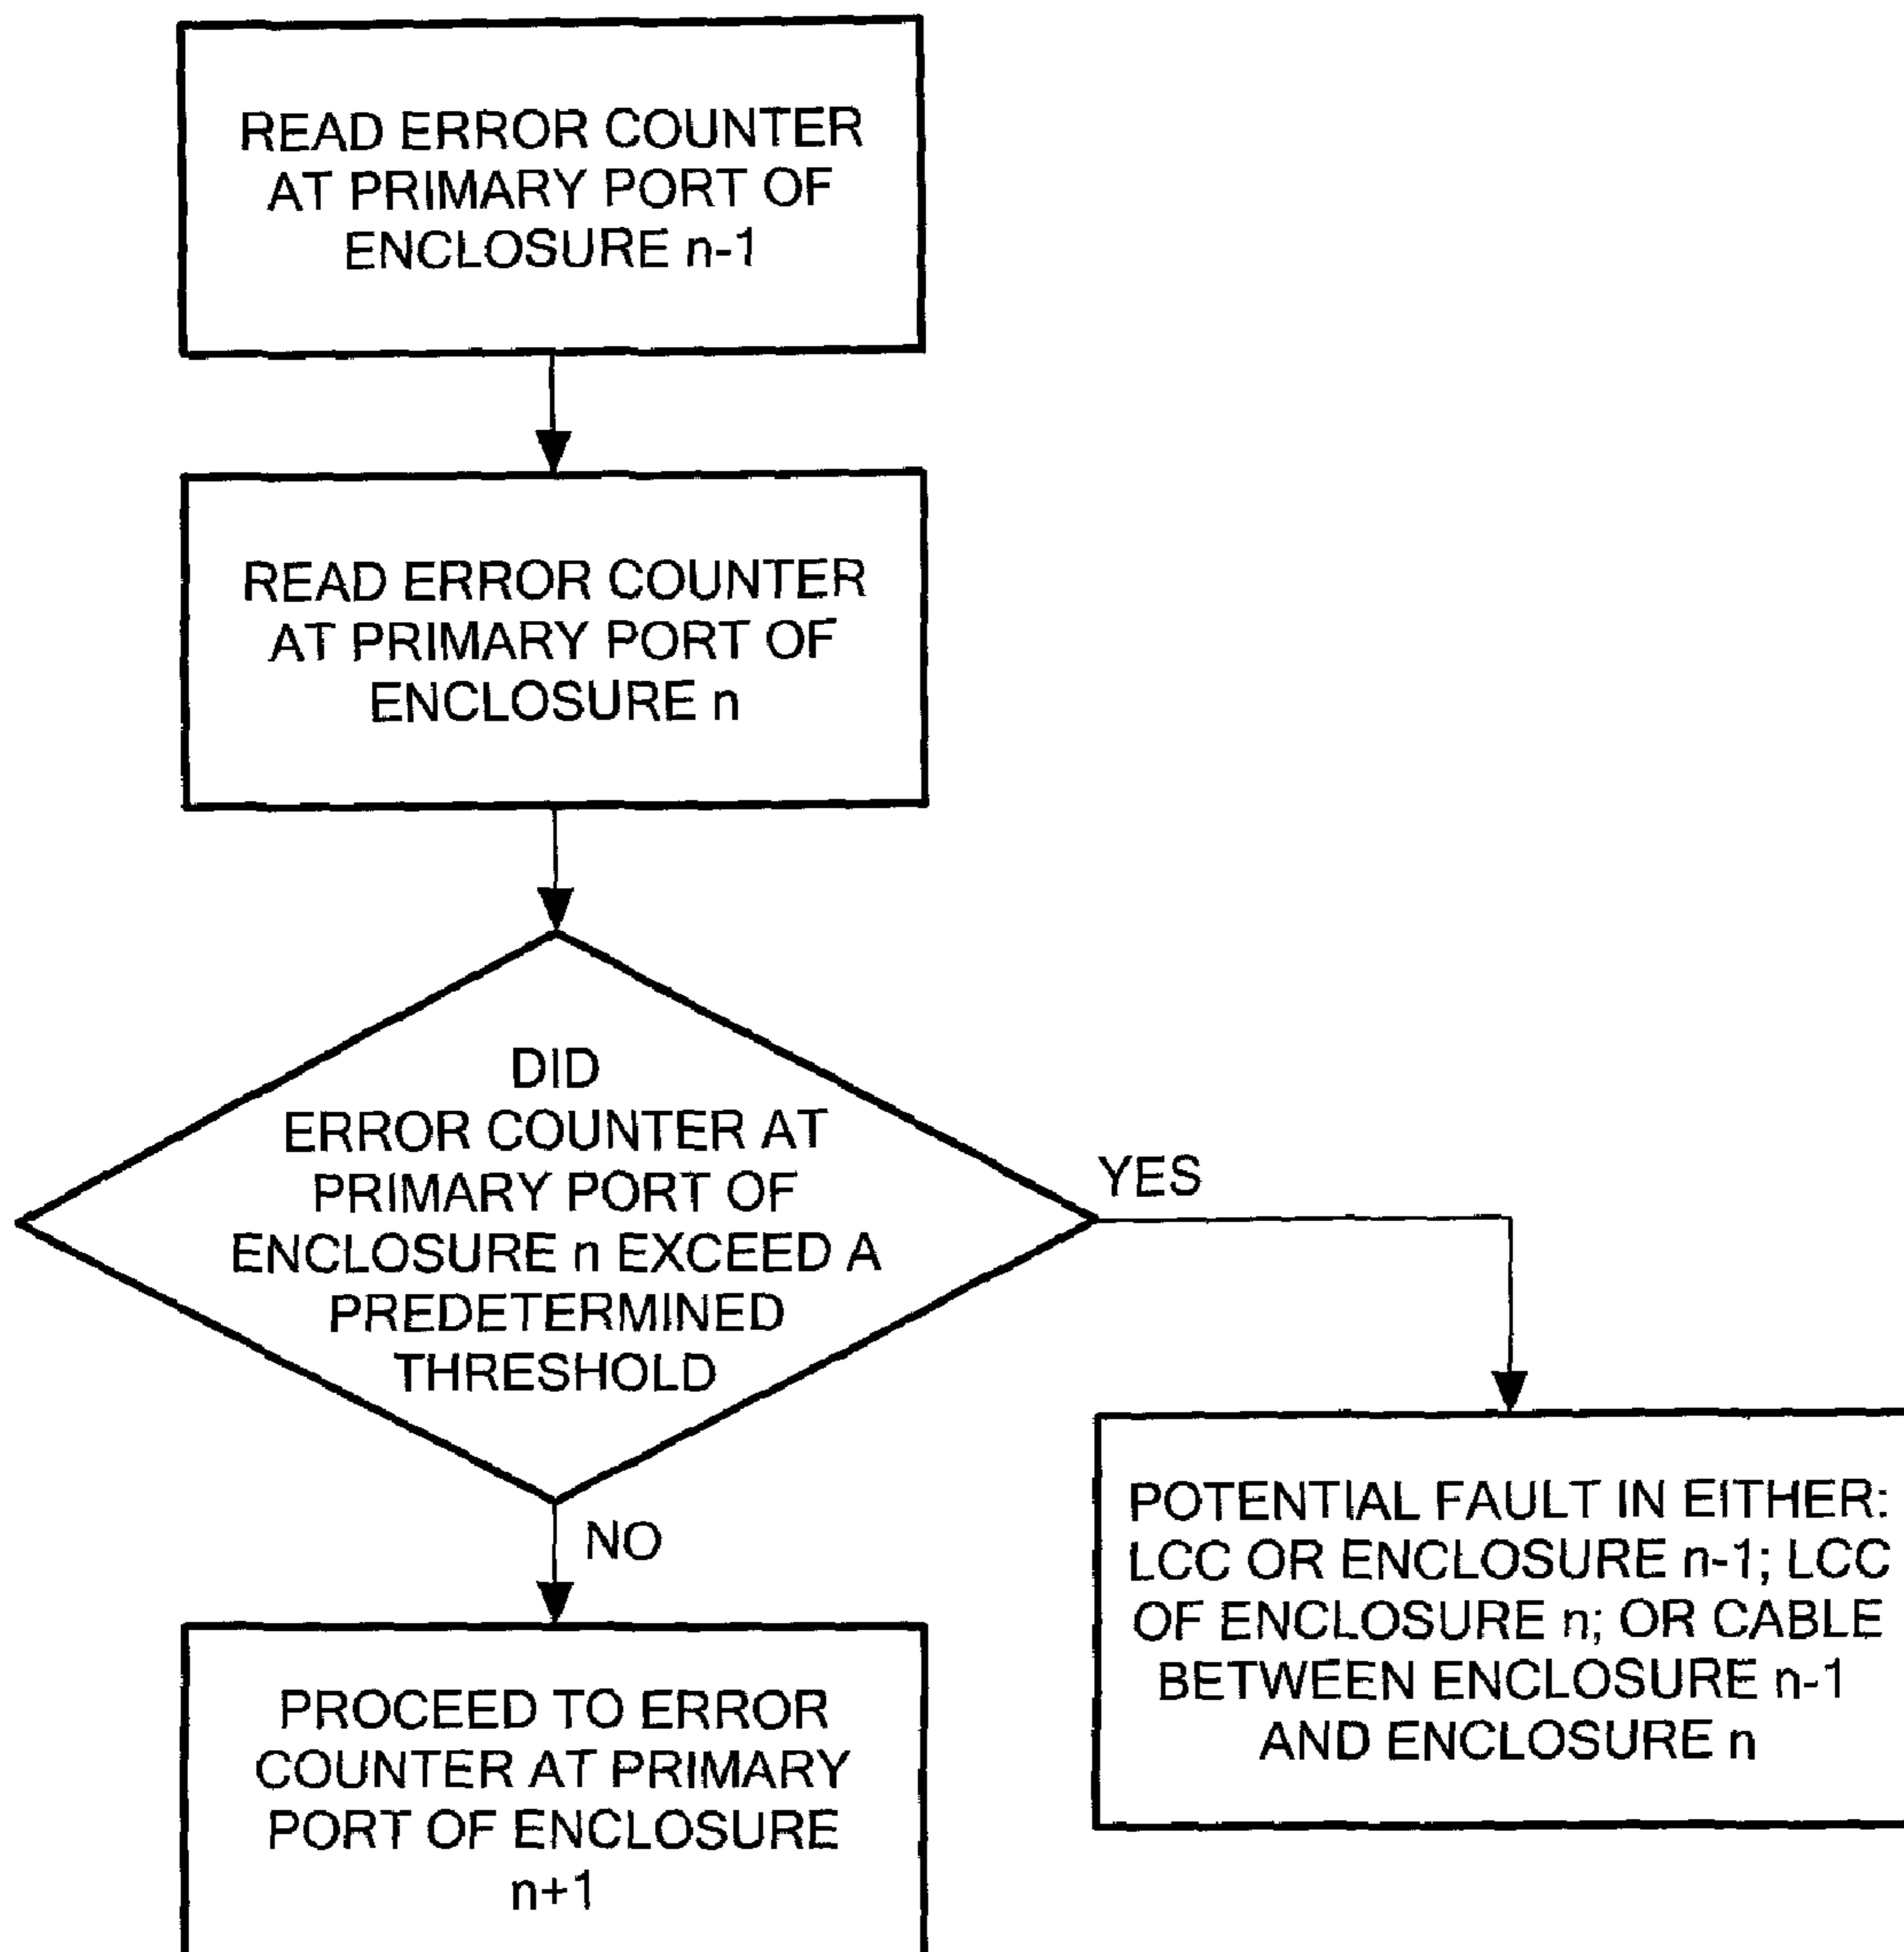 READ ERROR COUNTER
AT PRIMARY PORT OF
ENCLOSURE n-1
READ ERROR COUNTER
AT PRIMARY PORT OF
ENCLOSURE n
DID
ERROR COUNTER AT
PRIMARY PORT OF
ENCLOSURE n EXCEED A
PREDETERMINED
THRESHOLD
YES
NO
POTENTIAL FAULT IN EITHER:
LCC OR ENCLOSURE n-1; LCC
OF ENCLOSURE n; OR CABLE
BETWEEN ENCLOSURE n-1
AND ENCLOSURE n
PROCEED TO ERROR
COUNTER AT PRIMARY
PORT OF ENCLOSURE
n+1